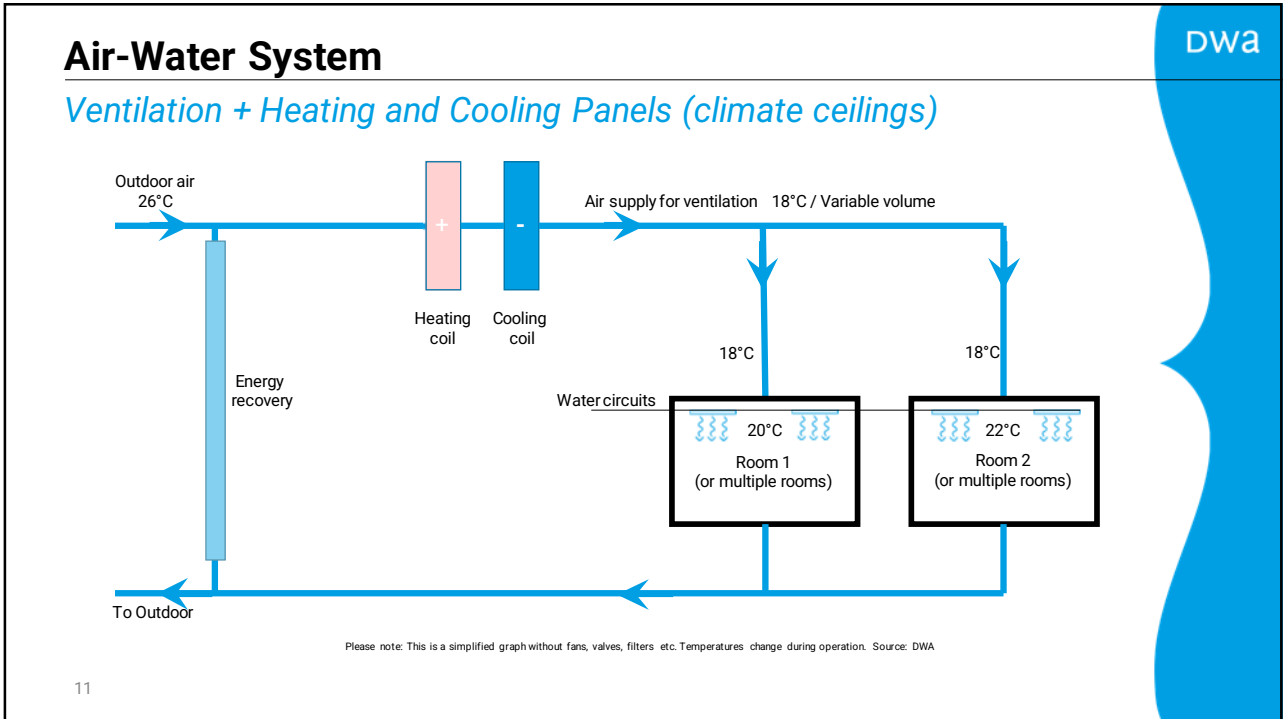 Air-Water System
DWa
Ventilation + Heating and Cooling Panels (climate ceilings)
Outdoor air
26°C
Air supply for ventilation 18°C / Variable volume
+
-
Heating
coil
Cooling
coil
18°C
18°C
Energy
recovery
Water circuits
20°C
22°C
Room 1
(or multiple rooms)
Room 2
(or multiple rooms)
To Outdoor
Please note: This is a simplified graph without fans, valves, filters etc. Temperatures change during operation. Source: DWA
11